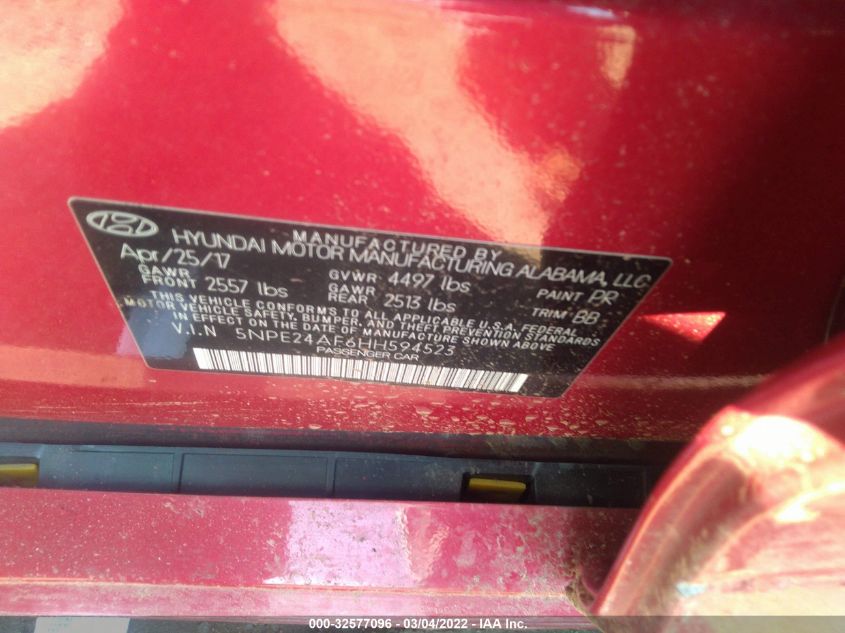 MANUFACTURED BY
HYUNDAI MOTOR MANUFACTURING ALABAMA, LLC
Apr/25/17
GVWR 4497 lbs
PAINT PR
GAWR FRONT 2557 lbs
GAWR REAR 2513 lbs
TRIM BB
THIS VEHICLE CONFORMS TO ALL APPLICABLE U.S.A. FEDERAL
MOTOR VEHICLE SAFETY, BUMPER, AND THEFT PREVENTION STANDARDS
IN EFFECT ON THE DATE OF MANUFACTURE SHOWN ABOVE
V.I.N 5NPE24AF6HH594523
PASSENGER CAR
000-32577096 - 03/04/2022 - IAA Inc.